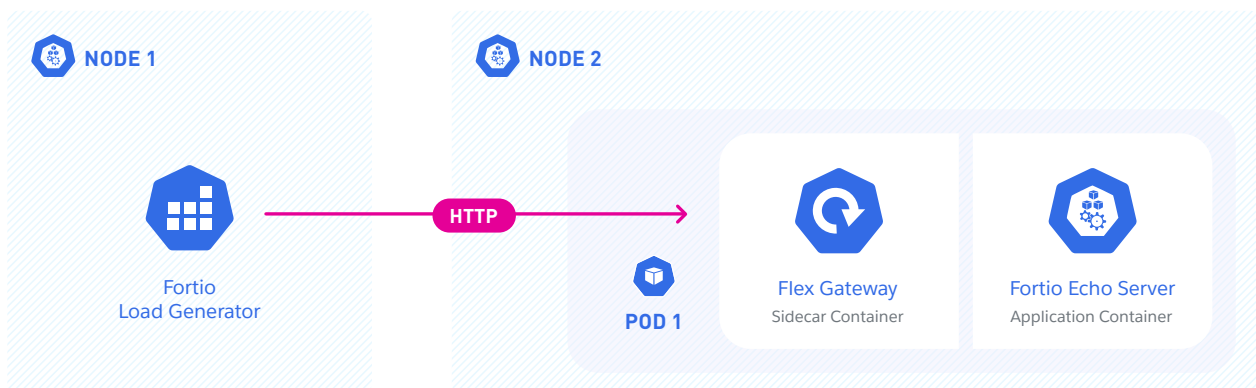 NODE 1
Fortio
Load Generator
HTTP
NODE 2
POD 1
Flex Gateway
Sidecar Container
Fortio Echo Server
Application Container